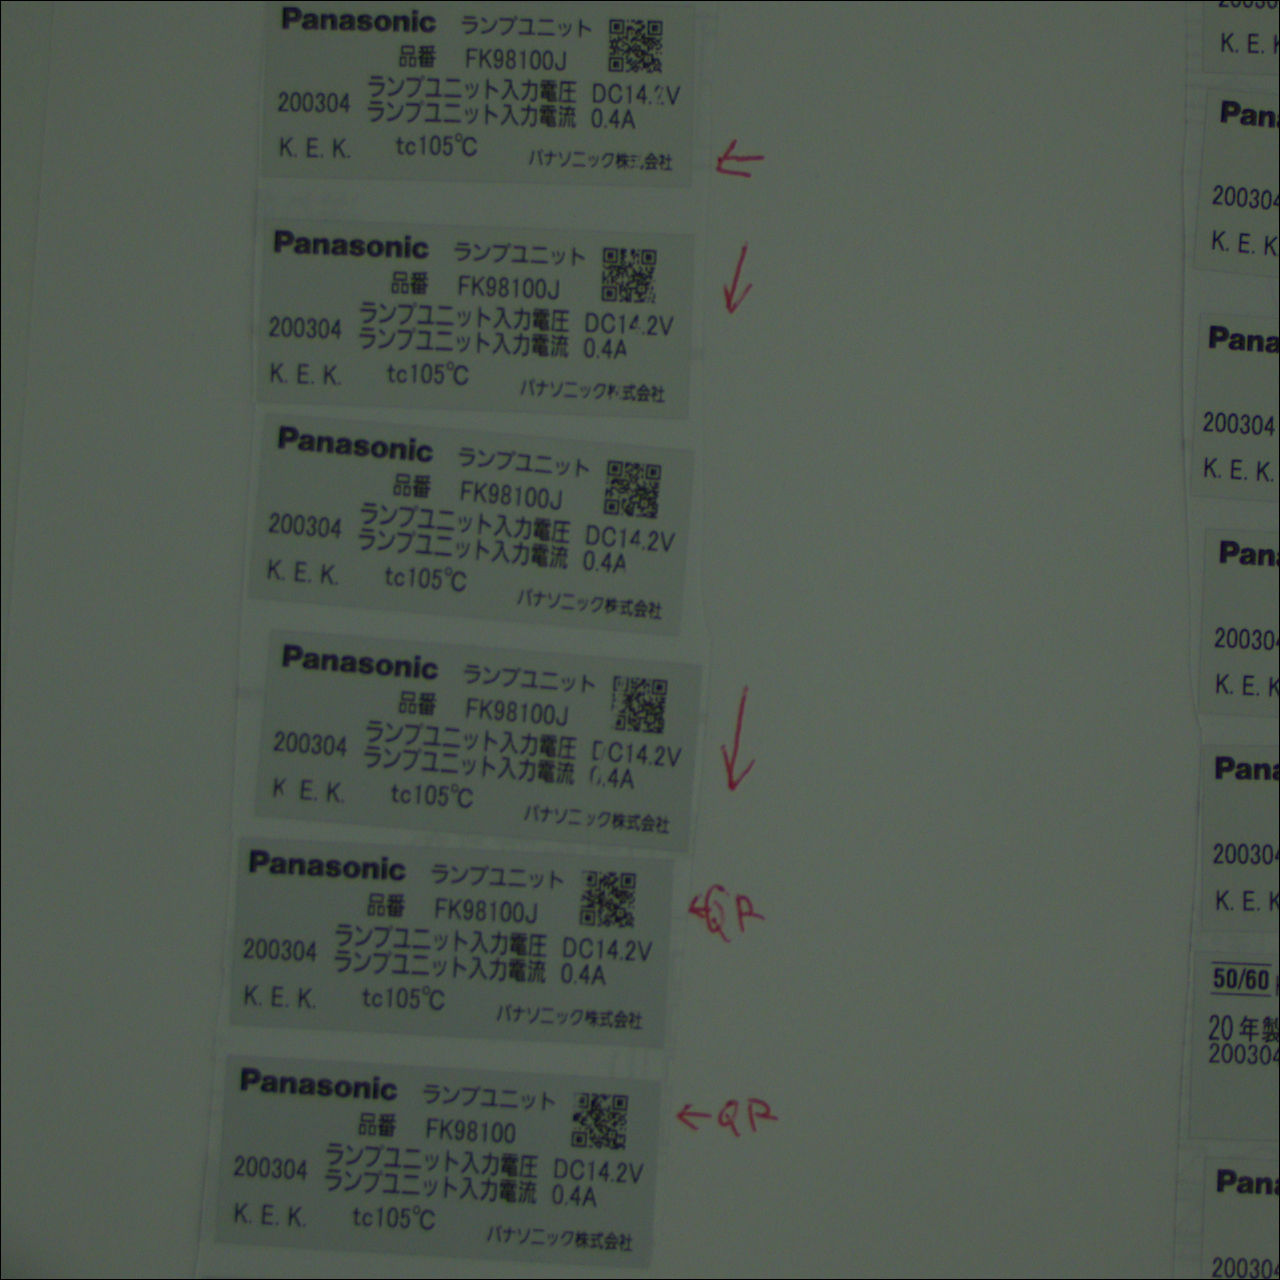 Panasonic ランプユニット
品番 FK98100J
ランプユニット入力電圧 DC14.2V
200304 ランプユニット入力電流 0.4A
K. E. K. tc105℃ パナソニック株式会社
←
Panasonic ランプユニット
品番 FK98100J
ランプユニット入力電圧 DC14.2V
200304 ランプユニット入力電流 0.4A
K. E. K. tc105℃ パナソニック株式会社
Panasonic ランプユニット
品番 FK98100J
ランプユニット入力電圧 DC14.2V
200304 ランプユニット入力電流 0.4A
K. E. K. tc105℃ パナソニック株式会社
Panasonic ランプユニット
品番 FK98100J
ランプユニット入力電圧 DC14.2V
200304 ランプユニット入力電流 0.4A
K E. K. tc105℃ パナソニック株式会社
Panasonic ランプユニット
品番 FK98100J
←QR
ランプユニット入力電圧 DC14.2V
200304 ランプユニット入力電流 0.4A
K. E. K. tc105℃ パナソニック株式会社
Panasonic ランプユニット
品番 FK98100
←QR
ランプユニット入力電圧 DC14.2V
200304 ランプユニット入力電流 0.4A
K. E. K. tc105℃ パナソニック株式会社
K. E. K
Pana
200304
K. E. K
Pana
200304
K. E. K.
Pan
200304
K. E. K
Pana
200304
K. E. K
50/60
20年製
200304
Pana
200304